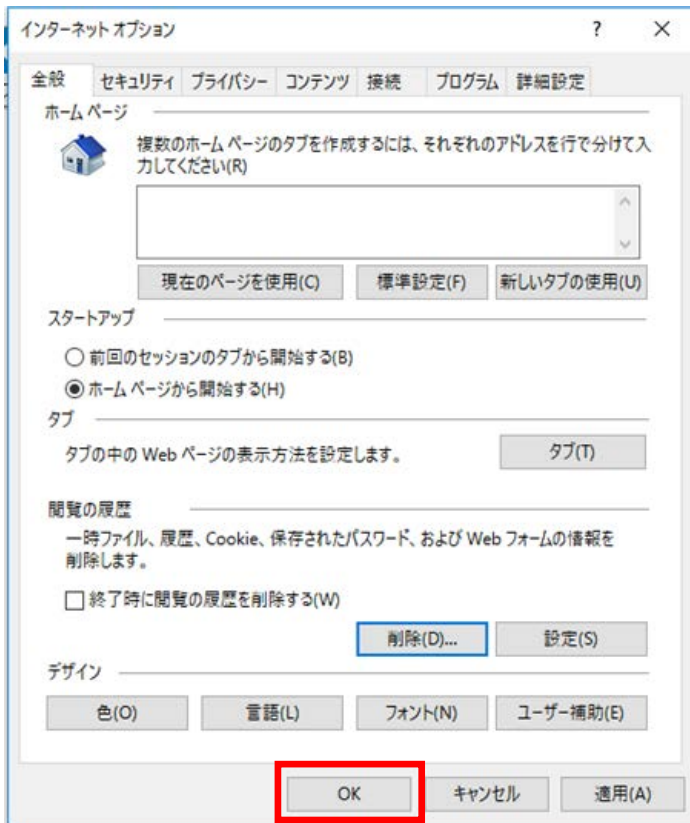 インターネット オプション ? ×
全般 セキュリティ プライバシー コンテンツ 接続 プログラム 詳細設定
ホーム ページ
複数のホーム ページのタブを作成するには、それぞれのアドレスを行で分けて入
力してください(R)
現在のページを使用(C) 標準設定(F) 新しいタブの使用(U)
スタートアップ
前回のセッションのタブから開始する(B)
ホーム ページから開始する(H)
タブ
タブの中の Web ページの表示方法を設定します。 タブ(T)
閲覧の履歴
一時ファイル、履歴、Cookie、保存されたパスワード、および Web フォームの情報を
削除します。
終了時に閲覧の履歴を削除する(W)
削除(D)... 設定(S)
デザイン
色(O) 言語(L) フォント(N) ユーザー補助(E)
OK キャンセル 適用(A)